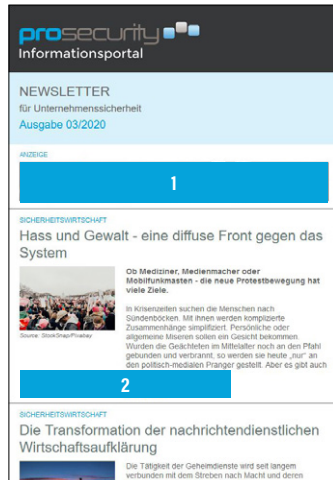 prosecurity
Informationsportal
NEWSLETTER
für Unternehmenssicherheit
Ausgabe 03/2020
ANZEIGE
1
SICHERHEITSWIRTSCHAFT
Hass und Gewalt - eine diffuse Front gegen das
System
Ob Mediziner, Medienmacher oder
Mobilfunkmasten - die neue Protestbewegung hat
viele Ziele.
In Krisenzeiten suchen die Menschen nach
Sündenböcken. Mit ihnen werden komplizierte
Zusammenhänge simplifiziert. Persönliche oder
allgemeine Miseren sollen ein Gesicht bekommen.
Wurden die Geächteten im Mittelalter noch an den Pfahl
gebunden und verbrannt, so werden sie heute „nur“ an
den politisch-medialen Pranger gestellt. Aber es gibt auch
Source: StockSnap/Pixabay
2
SICHERHEITSWIRTSCHAFT
Die Transformation der nachrichtendienstlichen
Wirtschaftsaufklärung
Die Tätigkeit der Geheimdienste wird seit langem
verbunden mit dem Streben nach Macht und deren